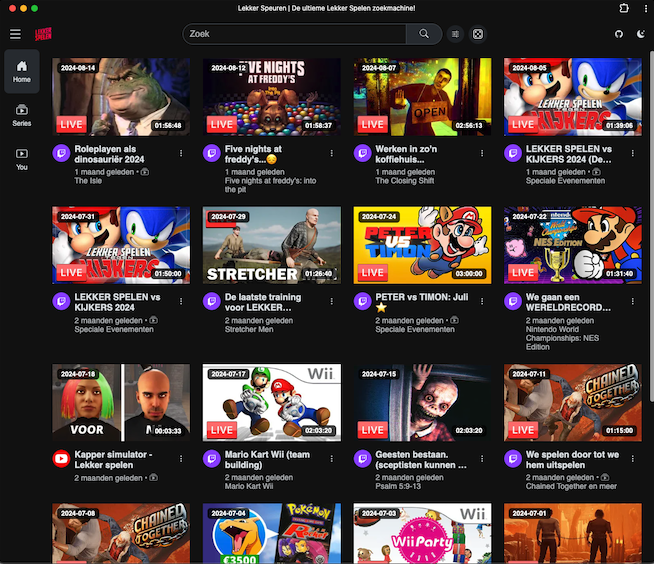 Lekker Speuren | De ultieme Lekker Spelen zoekmachine!
LEKKER
SPELEN
Zoek
Home
Series
You
2024-08-14
LIVE
01:56:48
Roleplayen als
dinosauriër 2024
1 maand geleden •
The Isle
2024-08-12
FIVE NIGHTS
AT FREDDY'S
LIVE
01:58:37
Five nights at
freddy's...😏
1 maand geleden •
Five nights at freddy's: into
the pit
2024-08-07
OPEN
LIVE
02:56:13
Werken in zo'n
koffiehuis...
1 maand geleden •
The Closing Shift
2024-08-05
LEKKER SPELEN
TEGEN
KIJKERS
LIVE
01:39:06
LEKKER SPELEN vs
KIJKERS 2024 (De...
1 maand geleden •
Speciale Evenementen
2024-07-31
LEKKER SPELEN
TEGEN
KIJKERS
LIVE
01:50:00
LEKKER SPELEN vs
KIJKERS 2024
2 maanden geleden •
Speciale Evenementen
2024-07-29
STRETCHER
01:26:40
De laatste training
voor LEKKER...
2 maanden geleden
Stretcher Men
2024-07-24
PETER
VS
TIMON
LIVE
03:00:00
PETER vs TIMON: Juli
⭐
2 maanden geleden •
Speciale Evenementen
2024-07-22
Nintendo
World
Championships
NES
EDITION
LIVE
01:31:40
We gaan een
WERELDRECORD...
2 maanden geleden
Nintendo World
Championships: NES
Edition
2024-07-18
VOOR
00:03:33
Kapper simulator -
Lekker spelen
2 maanden geleden •
2024-07-17
Wii
LIVE
02:03:20
Mario Kart Wii (team
building)
2 maanden geleden
Mario Kart Wii
2024-07-15
LIVE
02:03:20
Geesten bestaan.
(sceptisten kunnen ...
2 maanden geleden
Psalm 5:9-13
2024-07-11
CHAINED
TOGETHER
LIVE
01:15:00
We spelen door tot we
hem uitspelen
2 maanden geleden •
Chained Together en meer
2024-07-08
CHAINED
TOGETHER
2024-07-04
POKéMON
Rocket
€3500
2024-07-03
Wii
Wii Party
2024-07-01